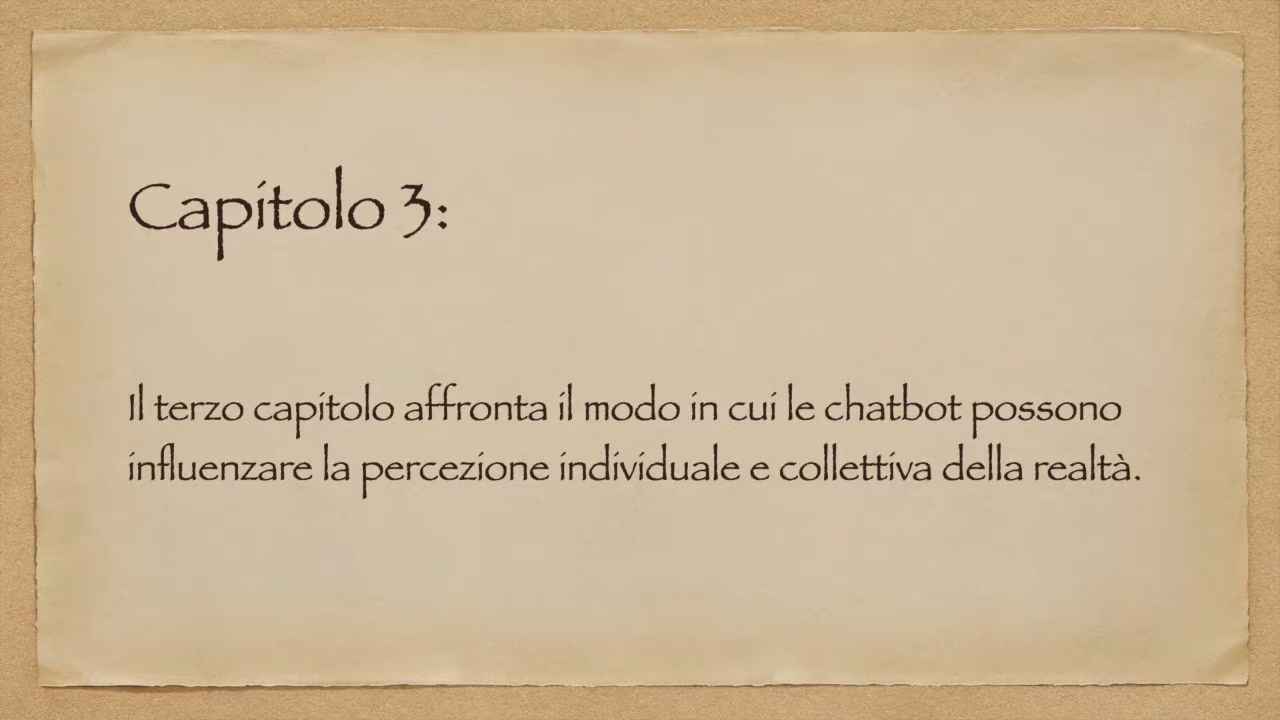 Capitolo 3:
Il terzo capitolo affronta il modo in cui le chatbot possono
influenzare la percezione individuale e collettiva della realtà.